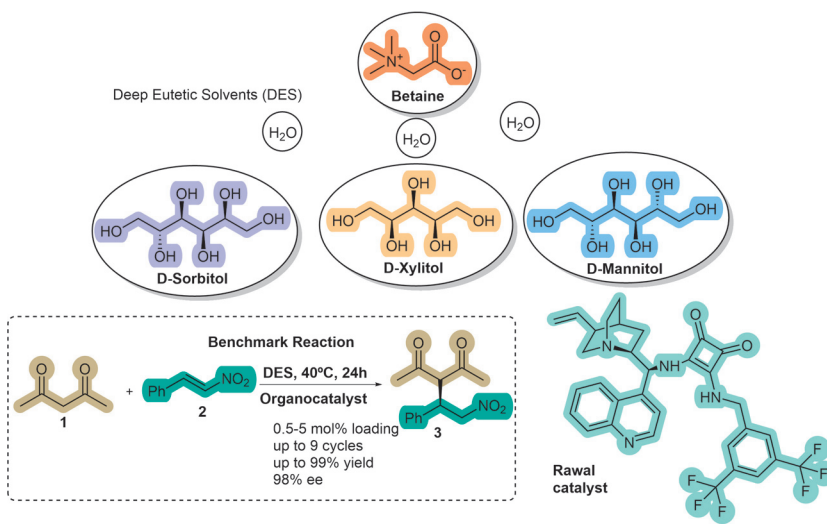 O
N+
O-
Betaine
Deep Eutetic Solvents (DES)
H2O
H2O
H2O
OH OH
HO OH
OH OH
D-Sorbitol
OH
HO OH
OH OH
D-Xylitol
OH OH
HO OH
OH OH
D-Mannitol
Benchmark Reaction
O O
1
+
Ph NO2
2
DES, 40ºC, 24h
Organocatalyst
0.5-5 mol% loading
up to 9 cycles
up to 99% yield
98% ee
O O
Ph NO2
3
N
N
NH
O
O
HN
F
F
F
F
F
F
Rawal
catalyst